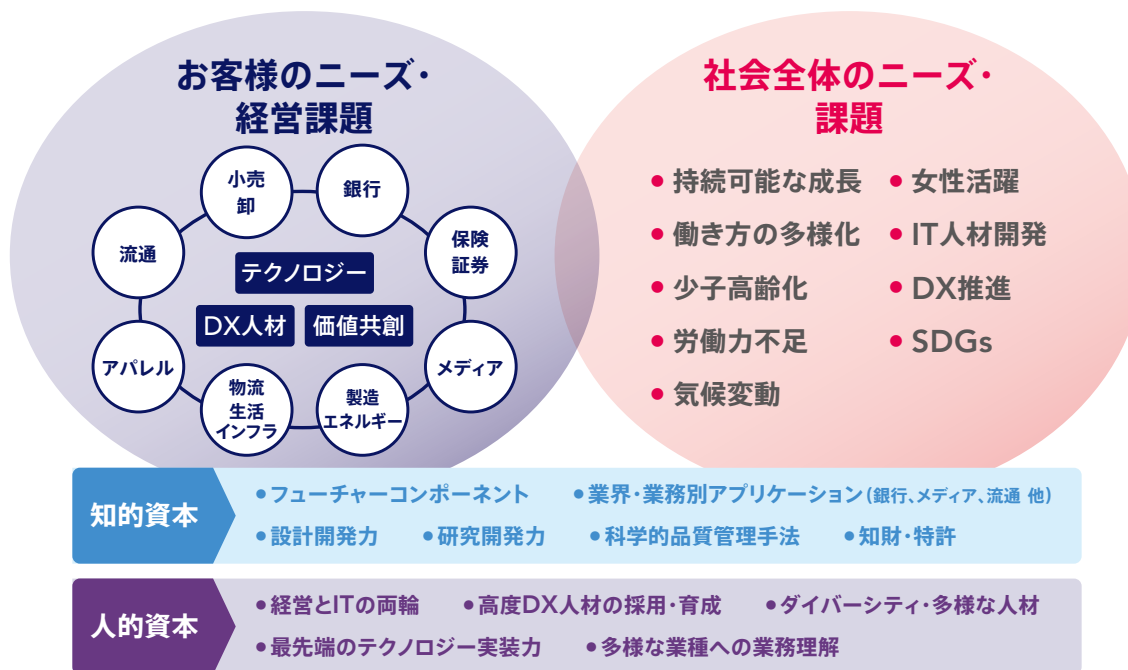 お客様のニーズ・
経営課題
小売
卸
銀行
流通
保険
証券
テクノロジー
DX人材
価値共創
アパレル
メディア
物流
生活
インフラ
製造
エネルギー
社会全体のニーズ・
課題
• 持続可能な成長
• 女性活躍
• 働き方の多様化
• IT人材開発
• 少子高齢化
• DX推進
• 労働力不足
• SDGs
• 気候変動
知的資本
•フューチャーコンポーネント •業界・業務別アプリケーション(銀行、メディア、流通 他)
•設計開発力 •研究開発力 •科学的品質管理手法 •知財・特許
人的資本
•経営とITの両輪 •高度DX人材の採用・育成 •ダイバーシティ・多様な人材
•最先端のテクノロジー実装力 •多様な業種への業務理解